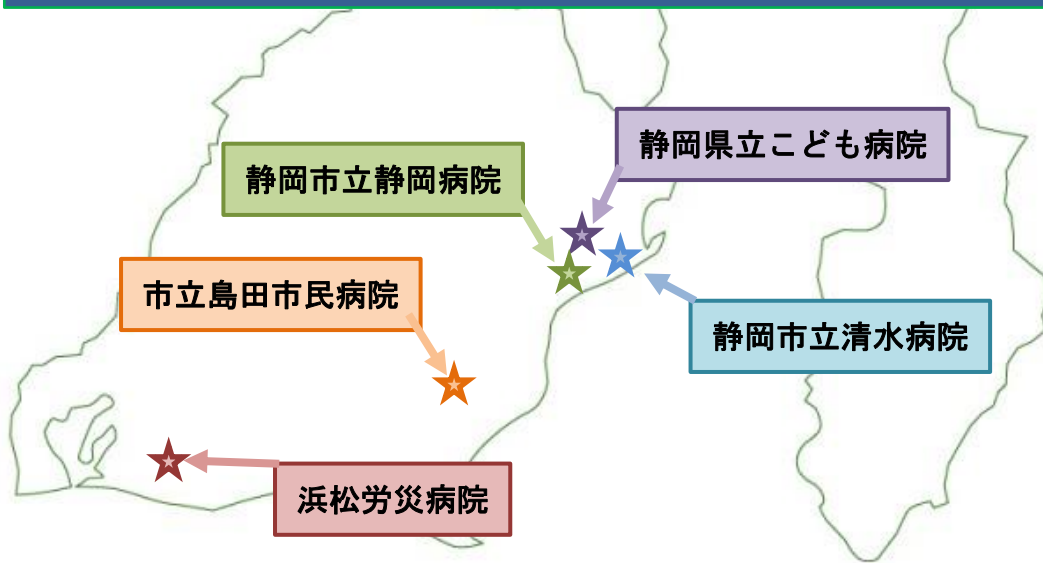 静岡県立こども病院
静岡市立静岡病院
市立島田市民病院
静岡市立清水病院
浜松労災病院